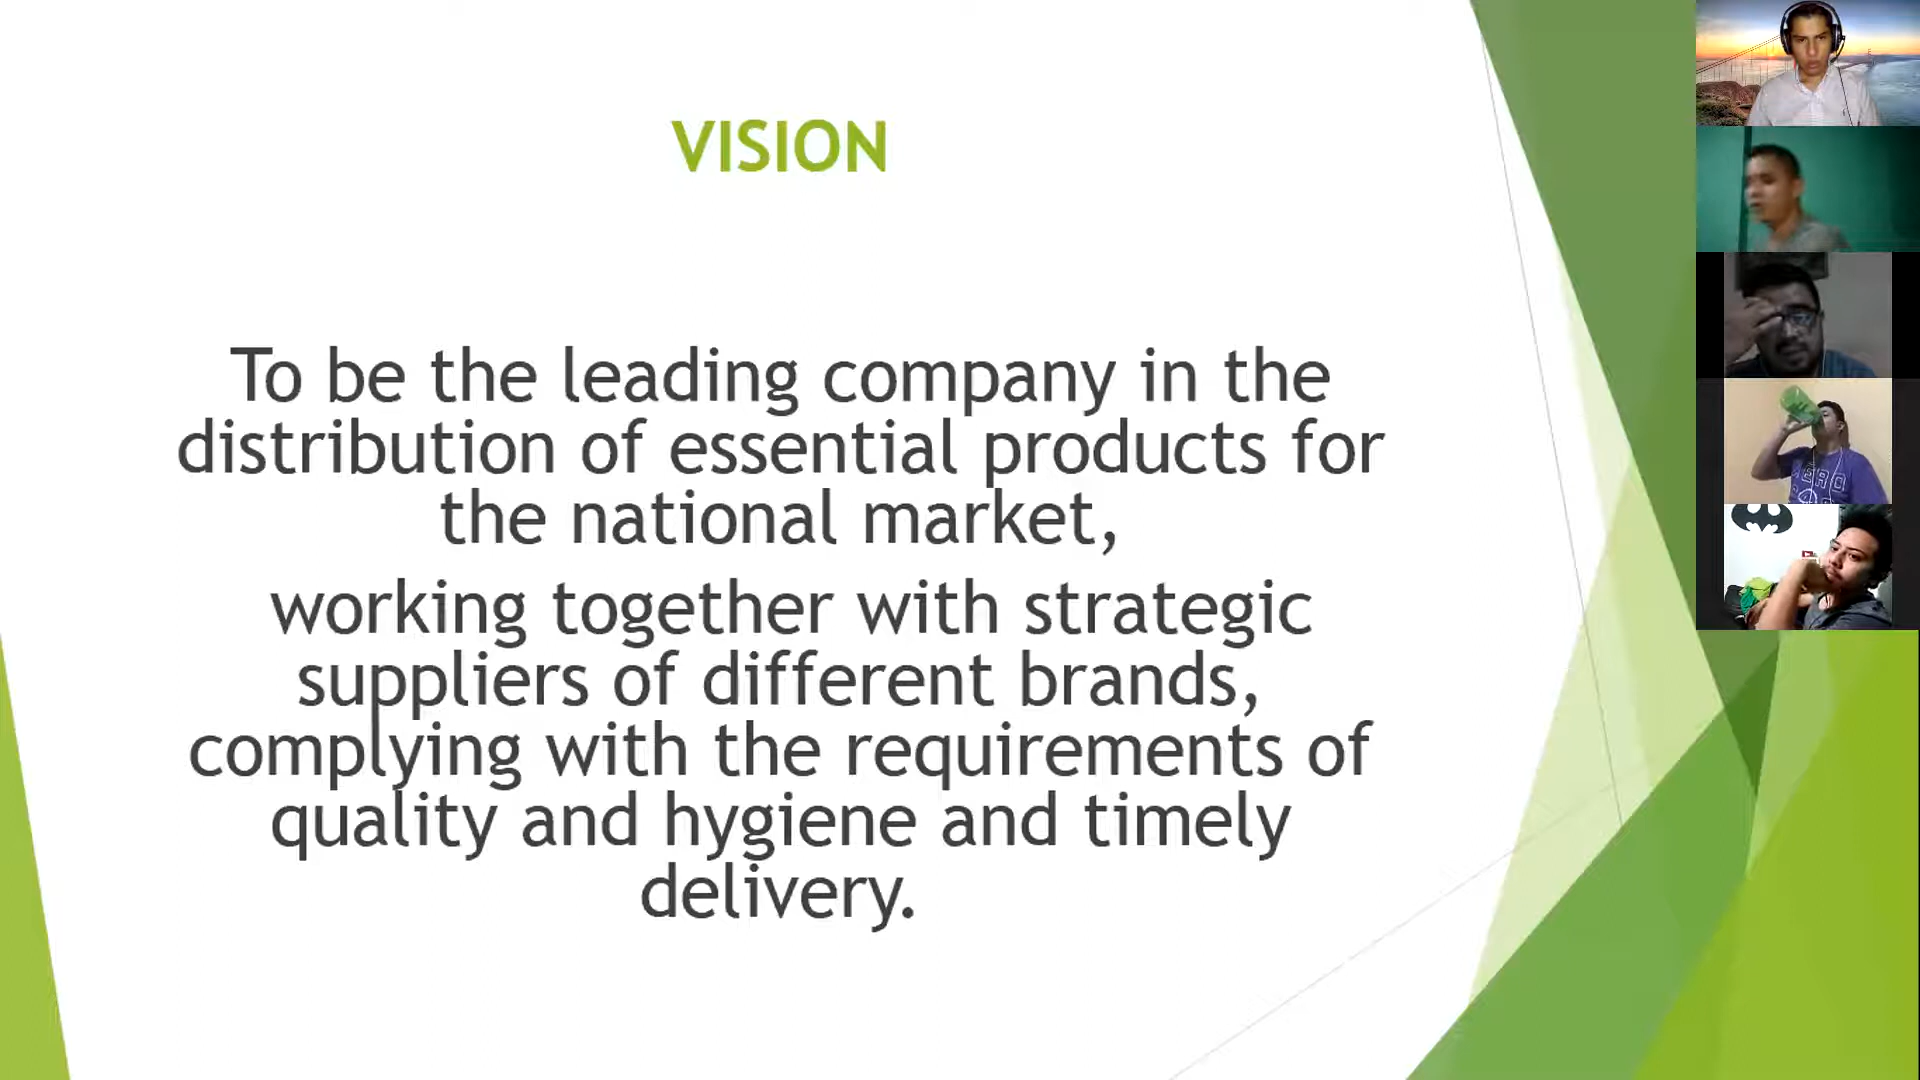 VISION
To be the leading company in the
distribution of essential products for
the national market,
working together with strategic
suppliers of different brands,
complying with the requirements of
quality and hygiene and timely
delivery.